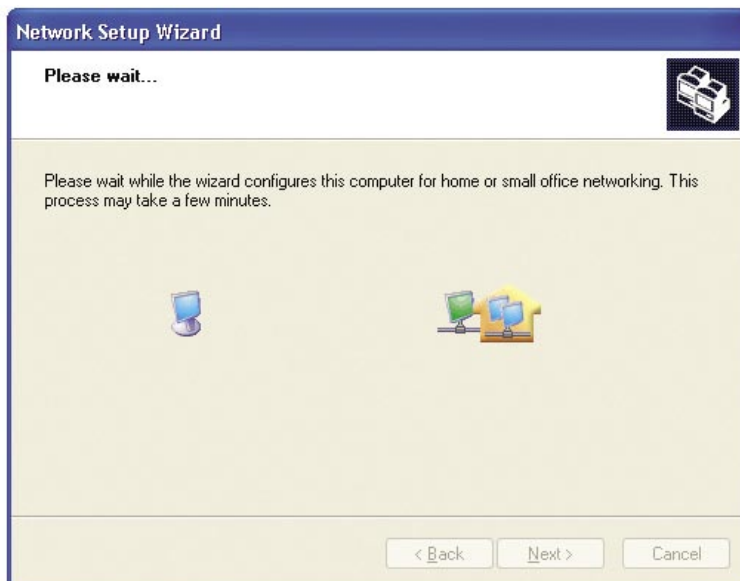 Network Setup Wizard
Please wait...
Please wait while the wizard configures this computer for home or small office networking. This
process may take a few minutes.
< Back
Next >
Cancel